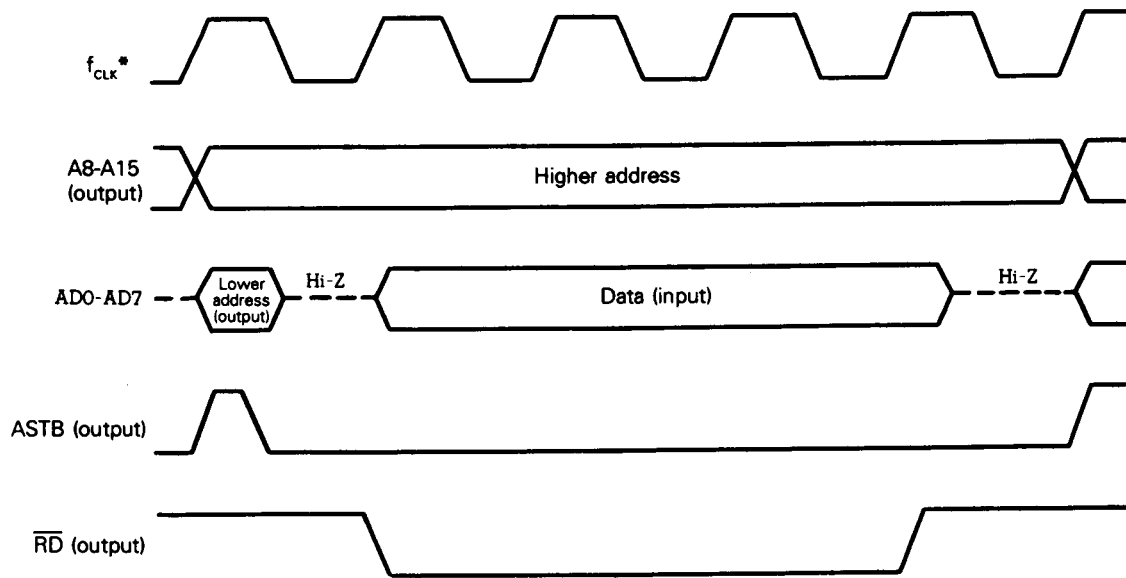 fCLK*
A8-A15
(output)
Higher address
AD0-AD7
Lower
address
(output)
Hi-Z
Data (input)
Hi-Z
ASTB (output)
RD (output)